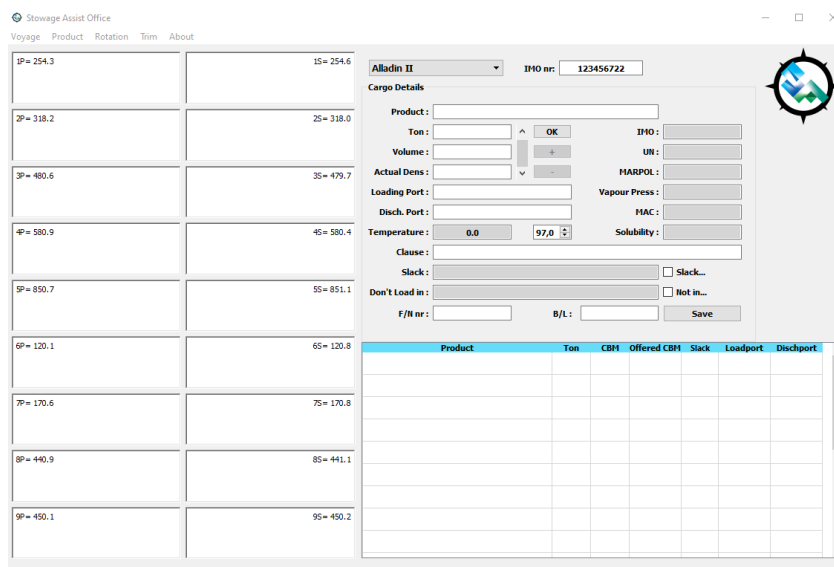 Stowage Assist Office
Voyage Product Rotation Trim About
1P= 254.3
1S= 254.6
2P= 318.2
2S= 318.0
3P= 480.6
3S= 479.7
4P= 580.9
4S= 580.4
5P= 850.7
5S= 851.1
6P= 120.1
6S= 120.8
7P= 170.6
7S= 170.8
8P= 440.9
8S= 441.1
9P= 450.1
9S= 450.2
Alladin II IMO nr: 123456722
Cargo Details
Product :
Ton : OK IMO :
Volume : + UN :
Actual Dens : - MARPOL :
Loading Port : Vapour Press :
Disch. Port : MAC :
Temperature : 0.0 97,0 Solubility :
Clause :
Slack : Slack...
Don't Load in : Not in...
F/N nr : B/L : Save
Product Ton CBM Offered CBM Slack Loadport Dischport